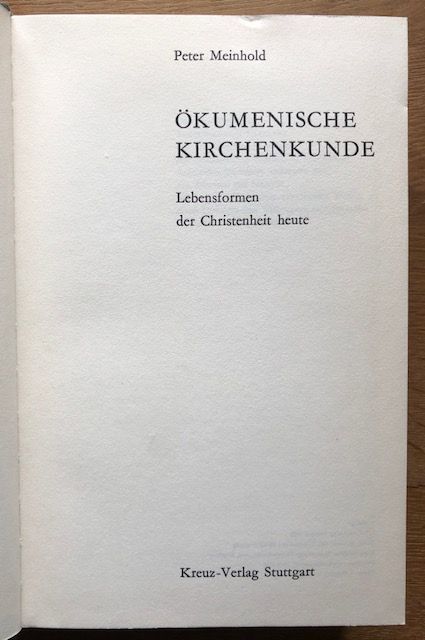 Peter Meinhold
ÖKUMENISCHE
KIRCHENKUNDE
Lebensformen
der Christenheit heute
Kreuz-Verlag Stuttgart